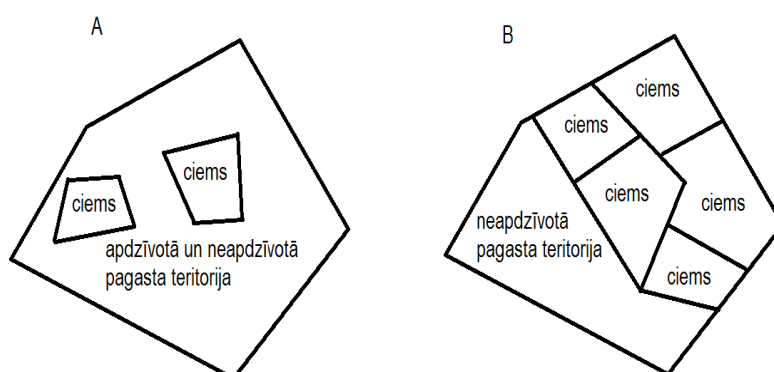 A
ciems
ciems
apdzīvotā un neapdzīvotā
pagasta teritorija
B
ciems
ciems
ciems
ciems
neapdzīvotā
pagasta teritorija
ciems